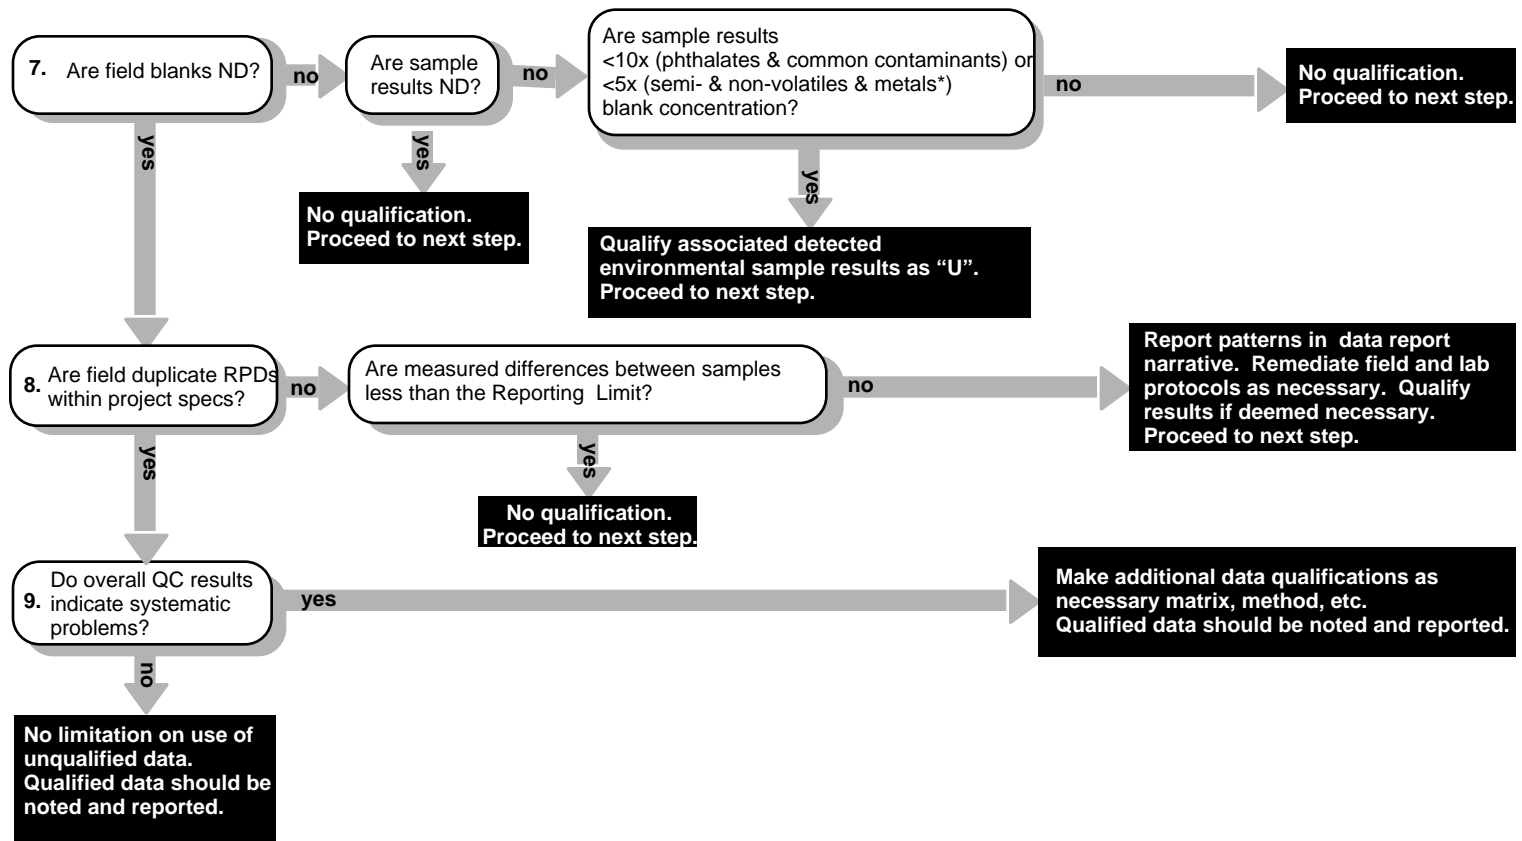 7. Are field blanks ND?
no
Are sample
results ND?
no
Are sample results
<10x (phthalates & common contaminants) or
<5x (semi- & non-volatiles & metals*)
blank concentration?
no
No qualification.
Proceed to next step.
yes
yes
No qualification.
Proceed to next step.
yes
Qualify associated detected
environmental sample results as “U”.
Proceed to next step.
8. Are field duplicate RPDs
within project specs?
no
Are measured differences between samples
less than the Reporting Limit?
no
Report patterns in data report
narrative. Remediate field and lab
protocols as necessary. Qualify
results if deemed necessary.
Proceed to next step.
yes
yes
No qualification.
Proceed to next step.
9. Do overall QC results
indicate systematic
problems?
yes
Make additional data qualifications as
necessary matrix, method, etc.
Qualified data should be noted and reported.
no
No limitation on use of
unqualified data.
Qualified data should be
noted and reported.